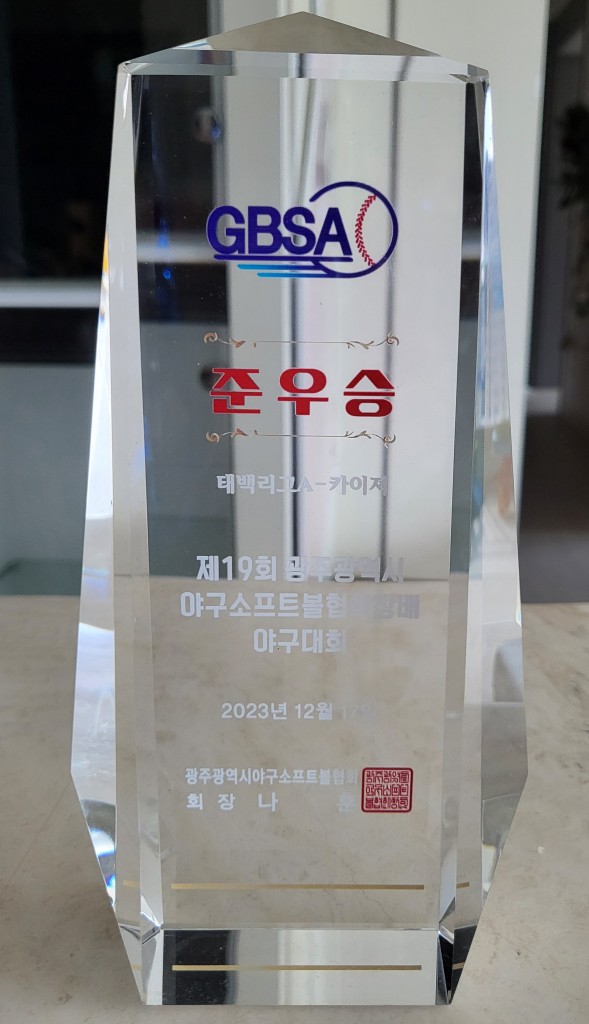 GBSA
준우승
태백리그A-카이저
제19회 광주광역시
야구소프트볼협회장배
야구대회
2023년 12월
광주광역시야구소프트볼협회
회 장 나 훈